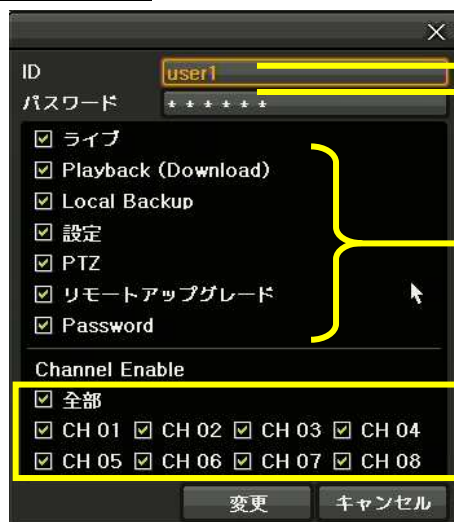 ID user1
パスワード ******
ライブ
Playback (Download)
Local Backup
設定
PTZ
リモートアップグレード
Password
Channel Enable
全部
CH 01 CH 02 CH 03 CH 04
CH 05 CH 06 CH 07 CH 08
変更 キャンセル